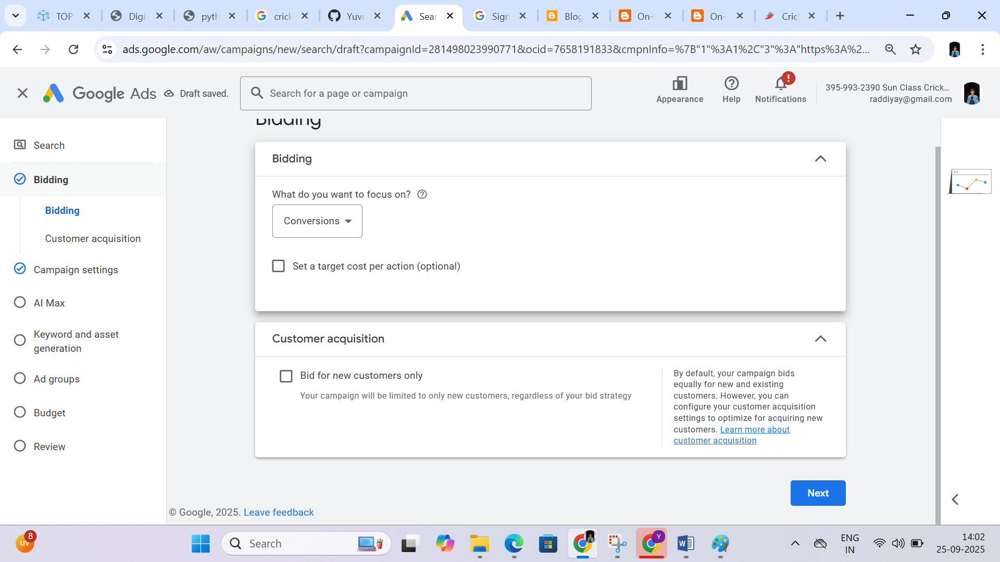 TOP
Digi
pyth
crick
Yuvr
Sear
Sign
Blog
On-
On-
Cric
ads.google.com/aw/campaigns/new/search/draft?campaignId=281498023990771&ocid=7658191833&cmpnInfo=%7B"1"%3A1%2C"3"%3A"https%3A%2...
Google Ads
Draft saved.
Search for a page or campaign
Appearance
Help
!
Notifications
395-993-2390 Sun Class Crick...
raddiyay@gmail.com
Search
Bidding
Bidding
Customer acquisition
Campaign settings
AI Max
Keyword and asset
generation
Ad groups
Budget
Review
Bidding
Bidding
What do you want to focus on?
Conversions
Set a target cost per action (optional)
Customer acquisition
Bid for new customers only
Your campaign will be limited to only new customers, regardless of your bid strategy
By default, your campaign bids
equally for new and existing
customers. However, you can
configure your customer acquisition
settings to optimize for acquiring new
customers. Learn more about
customer acquisition
Next
© Google, 2025. Leave feedback
8
UV
Search
Y
ENG
IN
14:02
25-09-2025